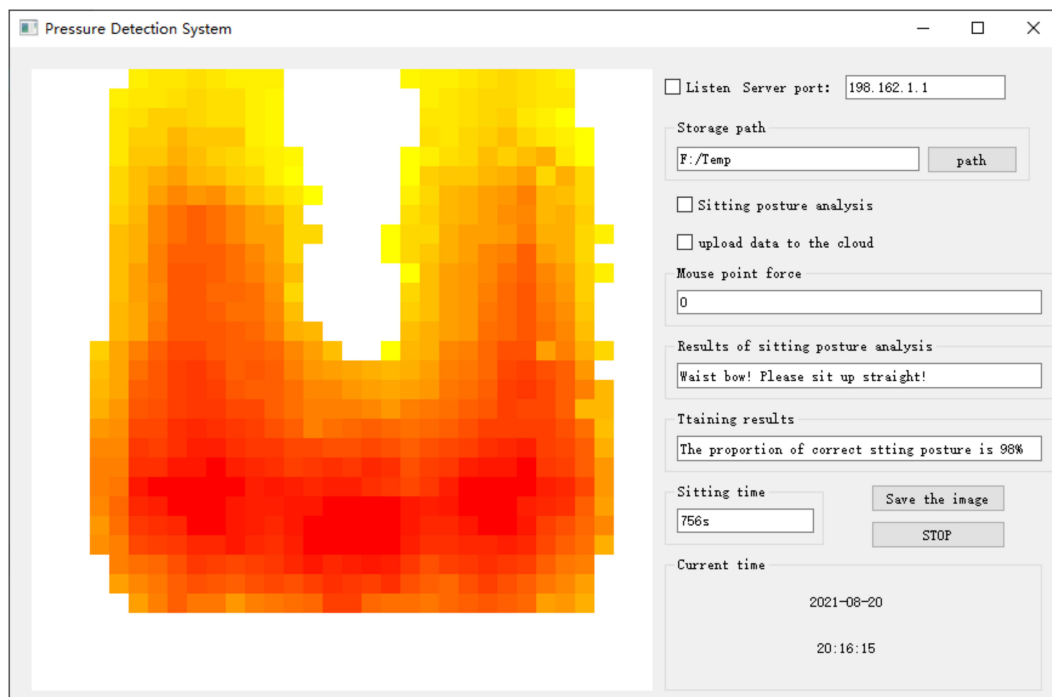 Pressure Detection System
Listen Server port: 198.162.1.1
Storage path
F:/Temp path
Sitting posture analysis
upload data to the cloud
Mouse point force
0
Results of sitting posture analysis
Waist bow! Please sit up straight!
Ttaining results
The proportion of correct stting posture is 98%
Sitting time
Save the image
756s
STOP
Current time
2021-08-20
20:16:15